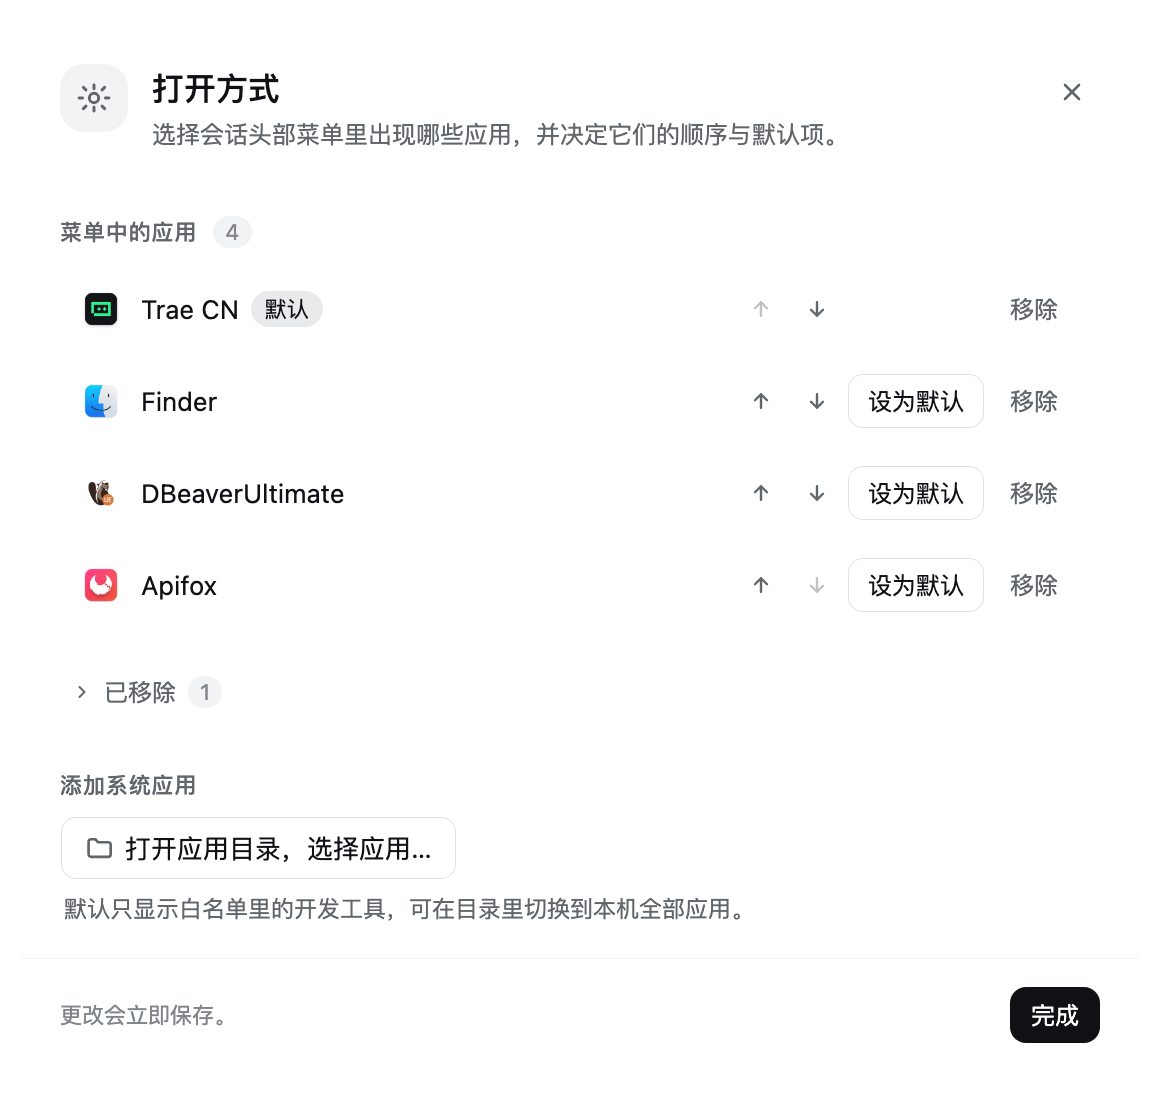 打开方式
选择会话头部菜单里出现哪些应用，并决定它们的顺序与默认项。
菜单中的应用 4
Trae CN 默认 移除
Finder 设为默认 移除
DBeaverUltimate 设为默认 移除
Apifox 设为默认 移除
已移除 1
添加系统应用
打开应用目录，选择应用...
默认只显示白名单里的开发工具，可在目录里切换到本机全部应用。
更改会立即保存。 完成